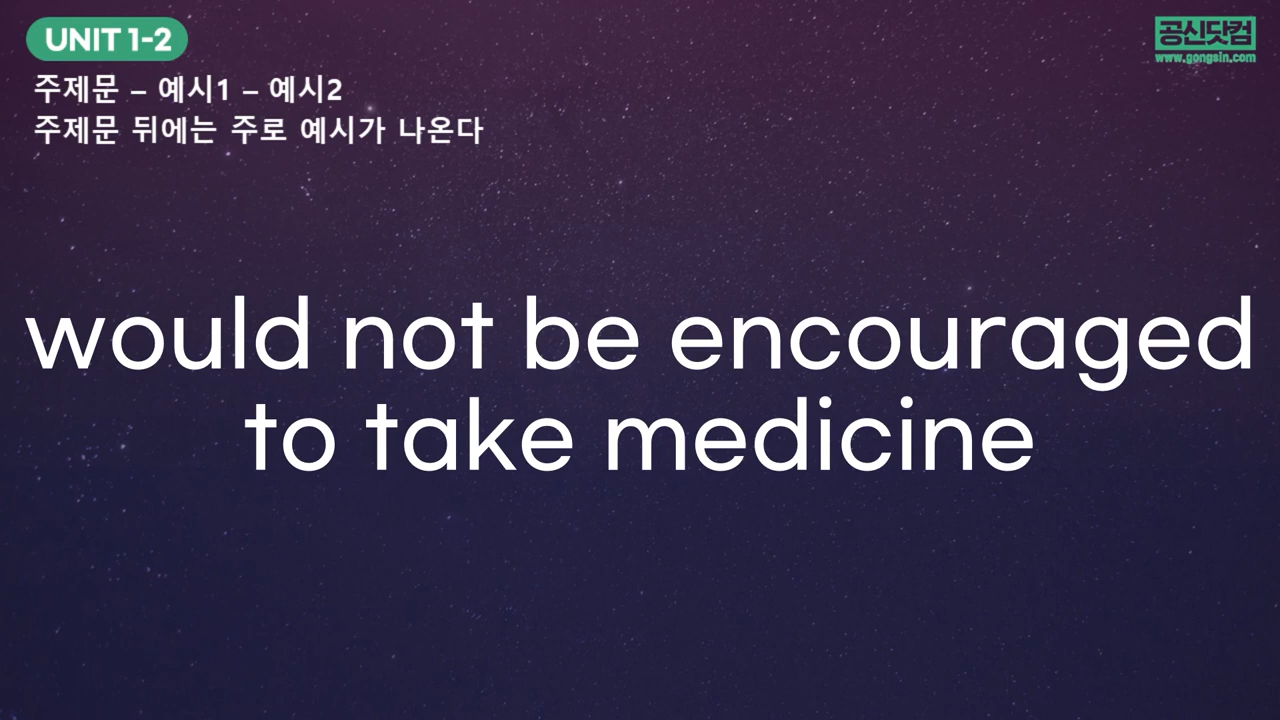 UNIT 1-2
공신닷컴
www.gongsin.com
주제문 – 예시1 – 예시2
주제문 뒤에는 주로 예시가 나온다
would not be encouraged
to take medicine